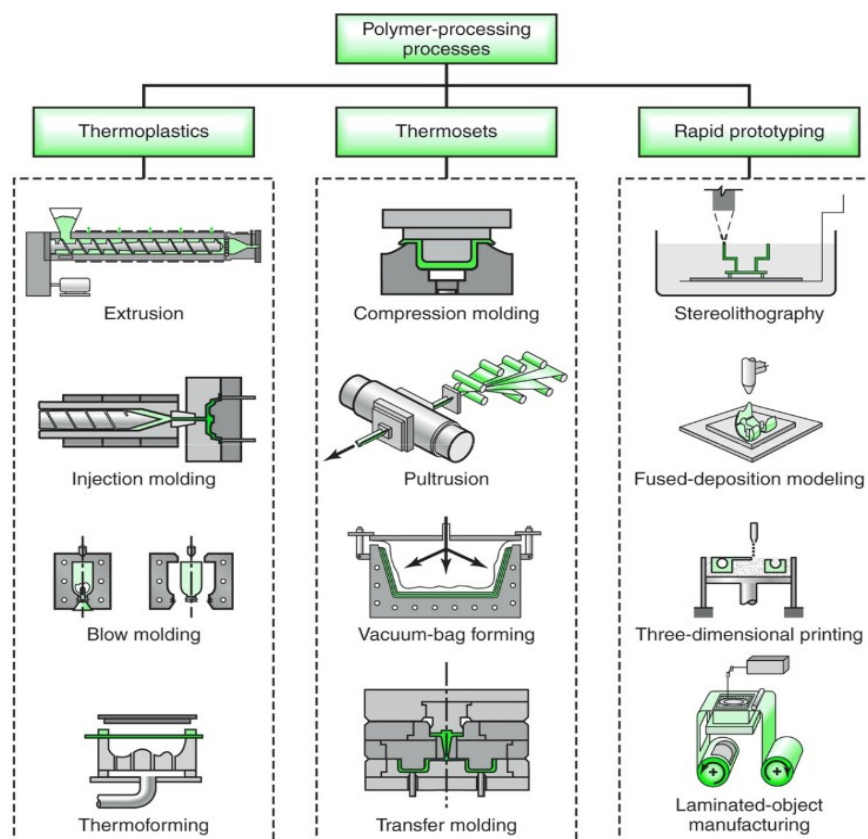 Polymer-processing
processes
Thermoplastics
Thermosets
Rapid prototyping
Extrusion
Compression molding
Stereolithography
Injection molding
Pultrusion
Fused-deposition modeling
Blow molding
Vacuum-bag forming
Three-dimensional printing
Thermoforming
Transfer molding
Laminated-object
manufacturing